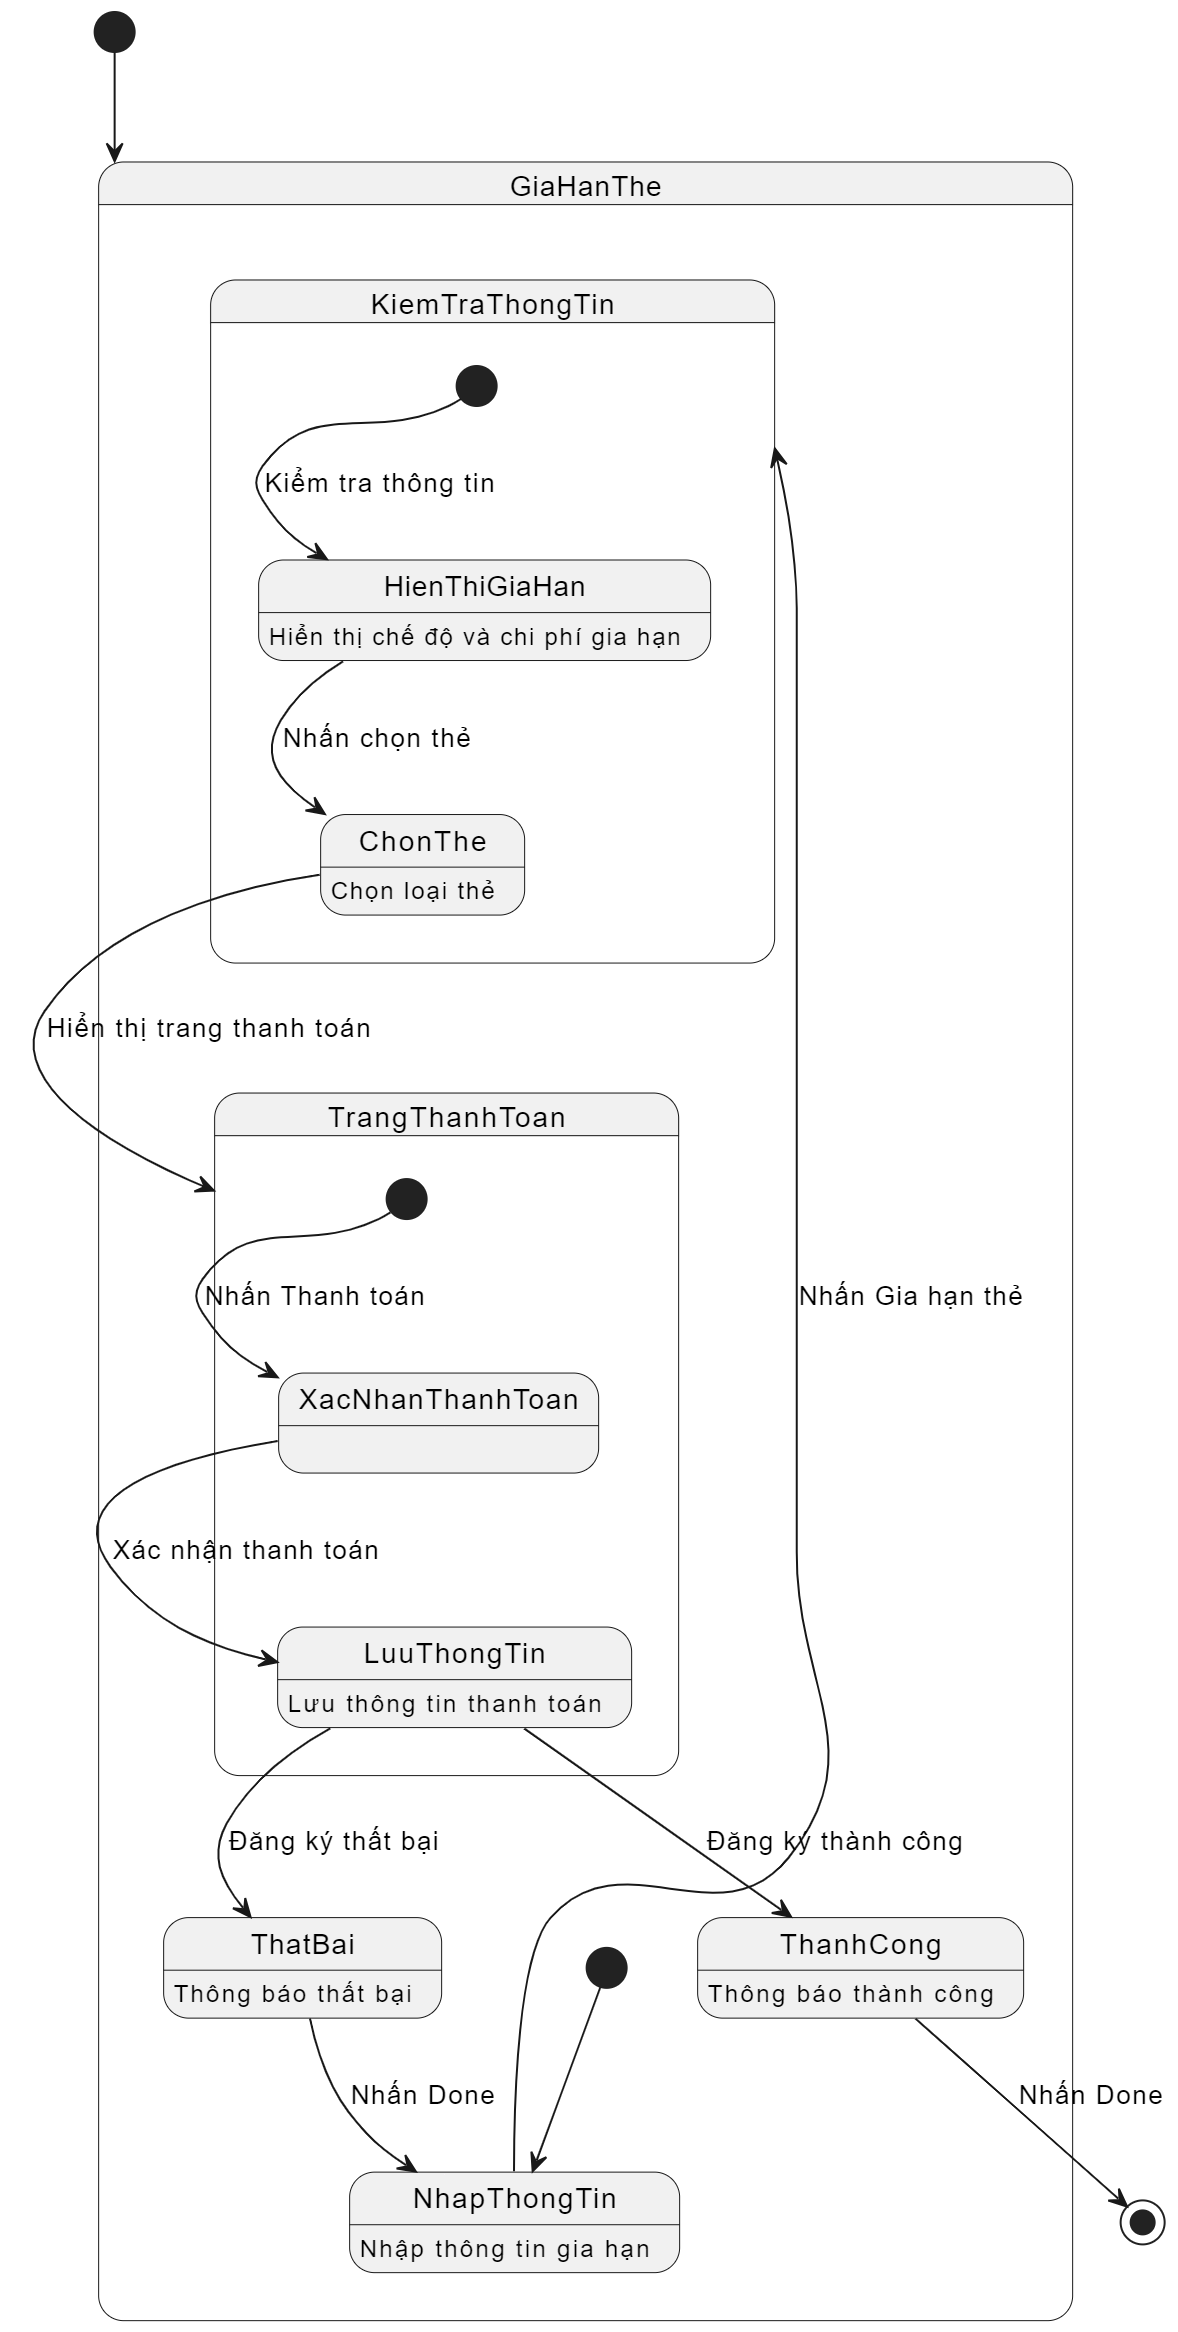 GiaHanThe
KiemTraThongTin
Kiểm tra thông tin
HienThiGiaHan
Hiển thị chế độ và chi phí gia hạn
Nhấn chọn thẻ
ChonThe
Chọn loại thẻ
Hiển thị trang thanh toán
TrangThanhToan
Nhấn Thanh toán
Nhấn Gia hạn thẻ
XacNhanThanhToan
Xác nhận thanh toán
LuuThongTin
Lưu thông tin thanh toán
Đăng ký thất bại
Đăng ký thành công
ThatBai
Thông báo thất bại
ThanhCong
Thông báo thành công
Nhấn Done
Nhấn Done
NhapThongTin
Nhập thông tin gia hạn